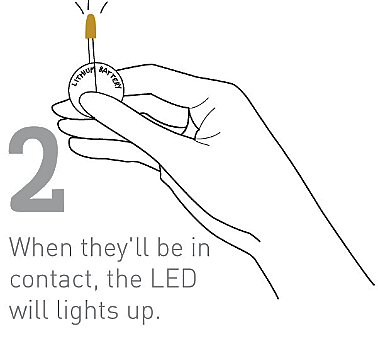 LITHIUM BATTERY
2
When they'll be in
contact, the LED
will lights up.